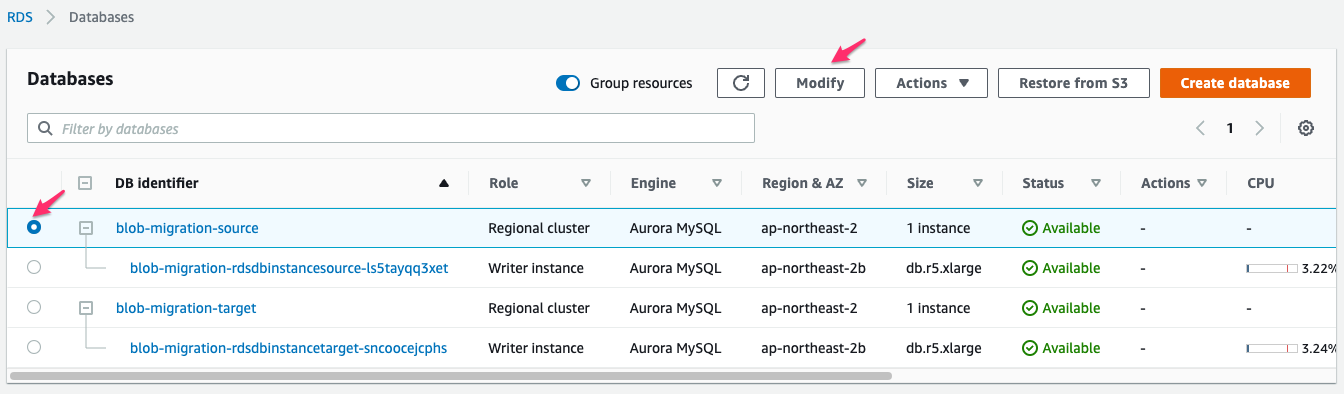 RDS > Databases
Databases
Group resources
Modify
Actions
Restore from S3
Create database
Filter by databases
1
DB identifier Role Engine Region & AZ Size Status Actions CPU
blob-migration-source Regional cluster Aurora MySQL ap-northeast-2 1 instance Available - -
blob-migration-rdsdbinstancesource-ls5tayqq3xet Writer instance Aurora MySQL ap-northeast-2b db.r5.xlarge Available - 3.22%
blob-migration-target Regional cluster Aurora MySQL ap-northeast-2 1 instance Available - -
blob-migration-rdsdbinstancetarget-sncoocejcphs Writer instance Aurora MySQL ap-northeast-2b db.r5.xlarge Available - 3.24%